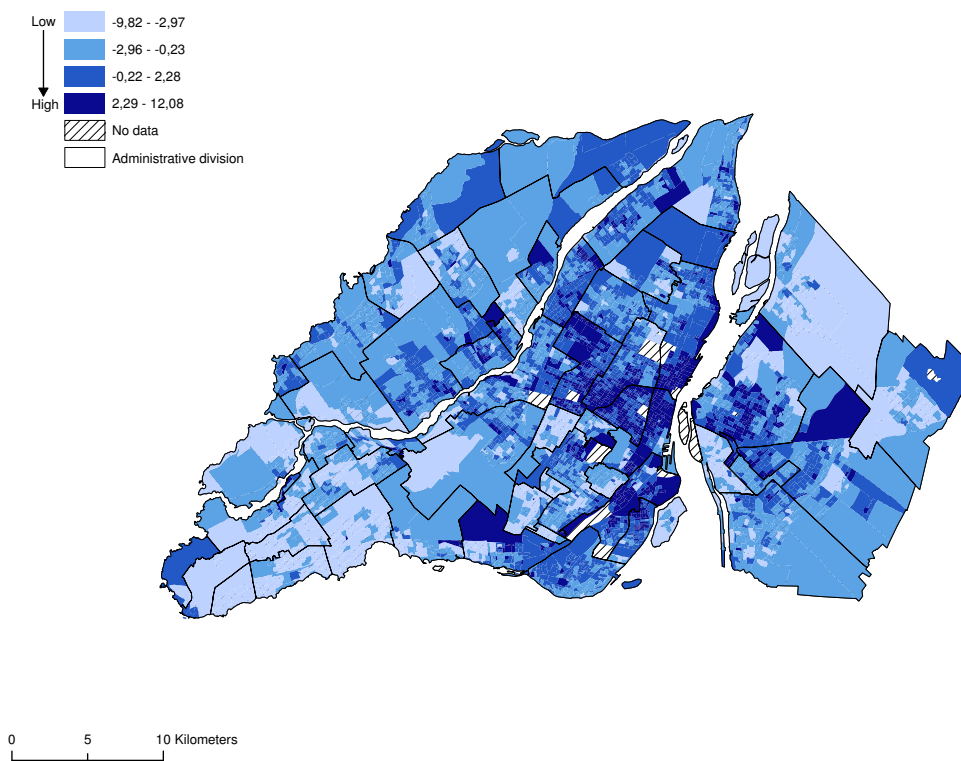 Low
-9,82 - -2,97
-2,96 - -0,23
-0,22 - 2,28
High
2,29 - 12,08
No data
Administrative division
0 5 10 Kilometers